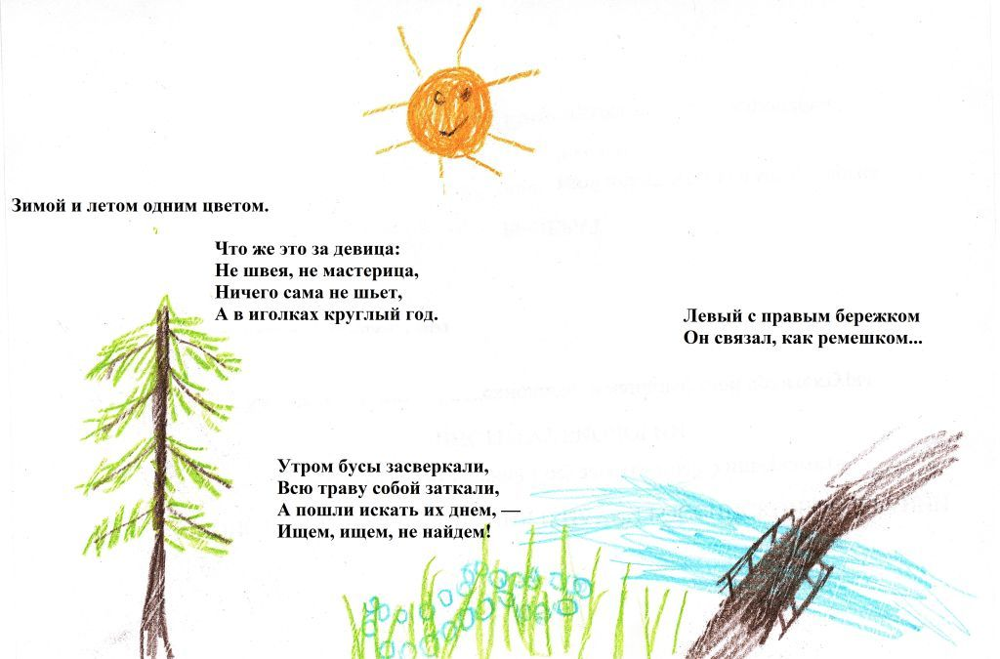 Зимой и летом одним цветом.
Что же это за девица:
Не швея, не мастерица,
Ничего сама не шьет,
А в иголках круглый год.
Левый с правым бережком
Он связал, как ремешком...
Утром бусы засверкали,
Всю траву собой заткали,
А пошли искать их днем, —
Ищем, ищем, не найдем!